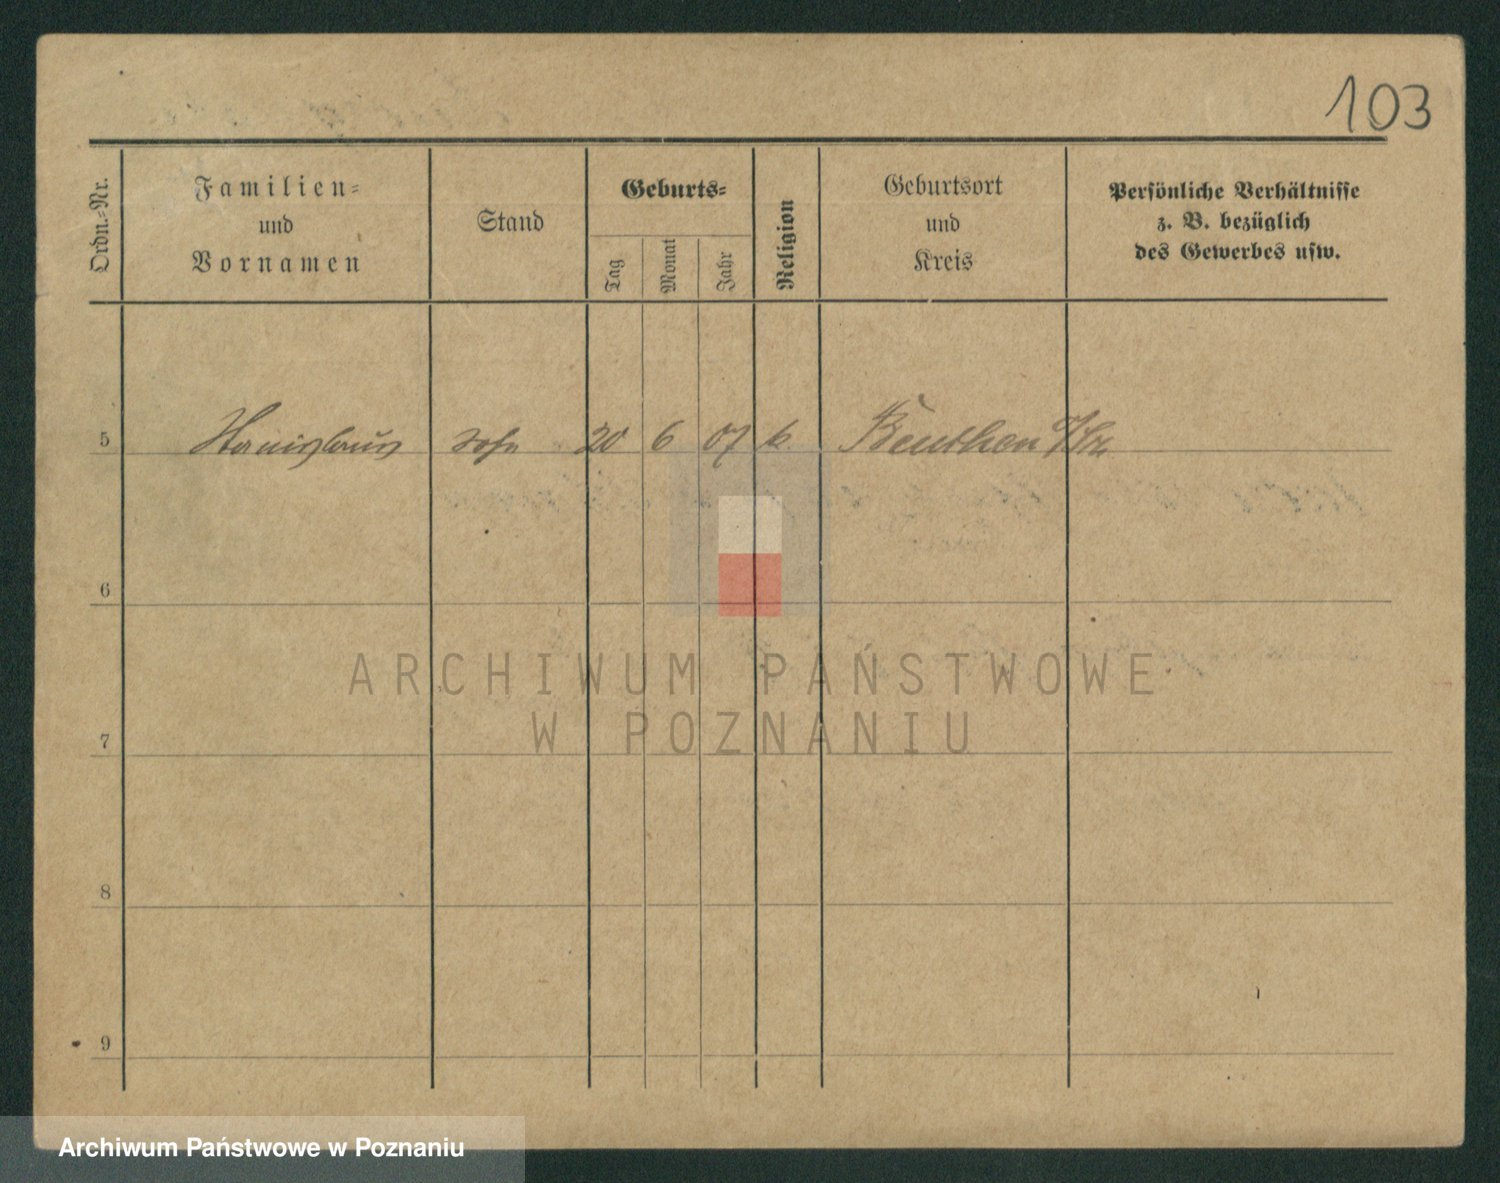 103
Ordn.=Nr.
Familien=
und
Vornamen
Stand
Geburts=
Tag
Monat
Jahr
Religion
Geburtsort
und
Kreis
Persönliche Verhältnisse
z. B. bezüglich
des Gewerbes usw.
5 Stanislaus Sohn 20 6 07 k. Beuthen
6
7
8
9
ARCHIWUM PAŃSTWOWE
W POZNANIU
Archiwum Państwowe w Poznaniu